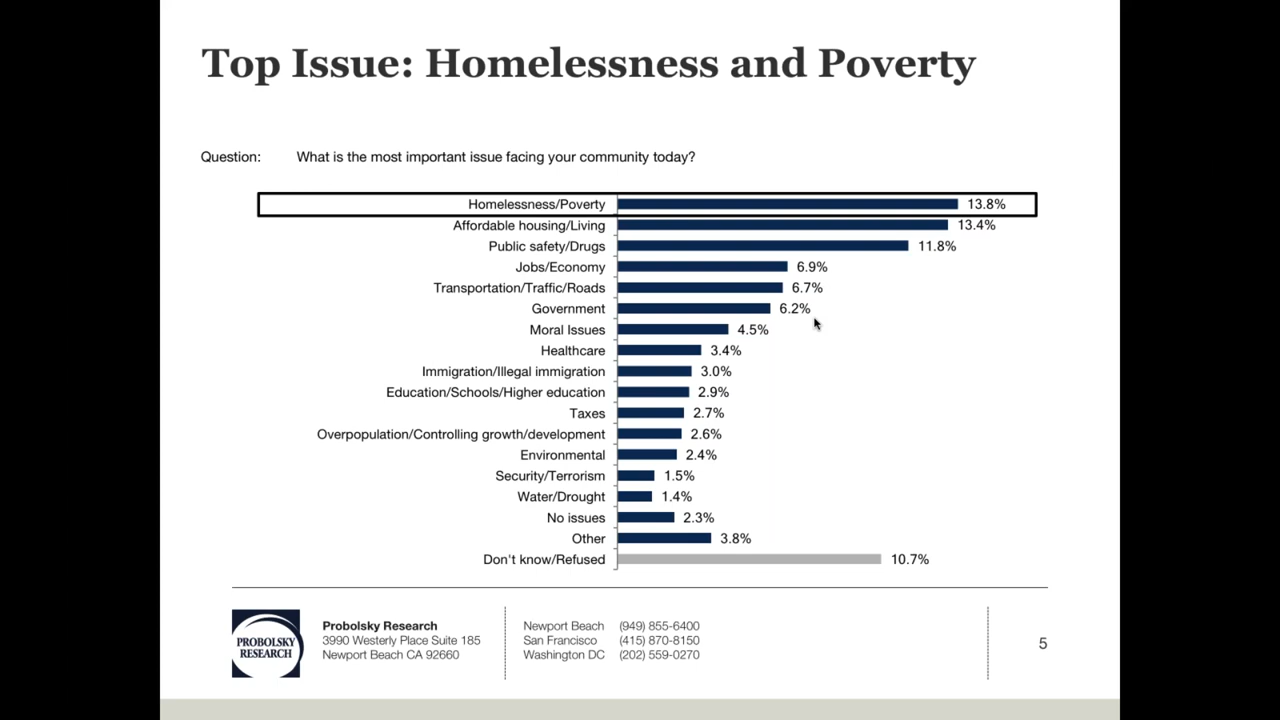 Top Issue: Homelessness and Poverty
Question: What is the most important issue facing your community today?
Homelessness/Poverty 13.8%
Affordable housing/Living 13.4%
Public safety/Drugs 11.8%
Jobs/Economy 6.9%
Transportation/Traffic/Roads 6.7%
Government 6.2%
Moral Issues 4.5%
Healthcare 3.4%
Immigration/Illegal immigration 3.0%
Education/Schools/Higher education 2.9%
Taxes 2.7%
Overpopulation/Controlling growth/development 2.6%
Environmental 2.4%
Security/Terrorism 1.5%
Water/Drought 1.4%
No issues 2.3%
Other 3.8%
Don't know/Refused 10.7%
PROBOLSKY
RESEARCH
Probolsky Research
3990 Westerly Place Suite 185
Newport Beach CA 92660
Newport Beach (949) 855-6400
San Francisco (415) 870-8150
Washington DC (202) 559-0270
5